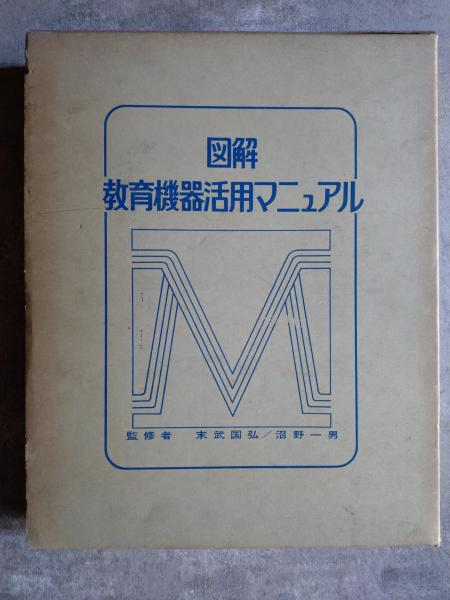 図解
教育機器活用マニュアル
M
監修者 末武国弘／沼野一男